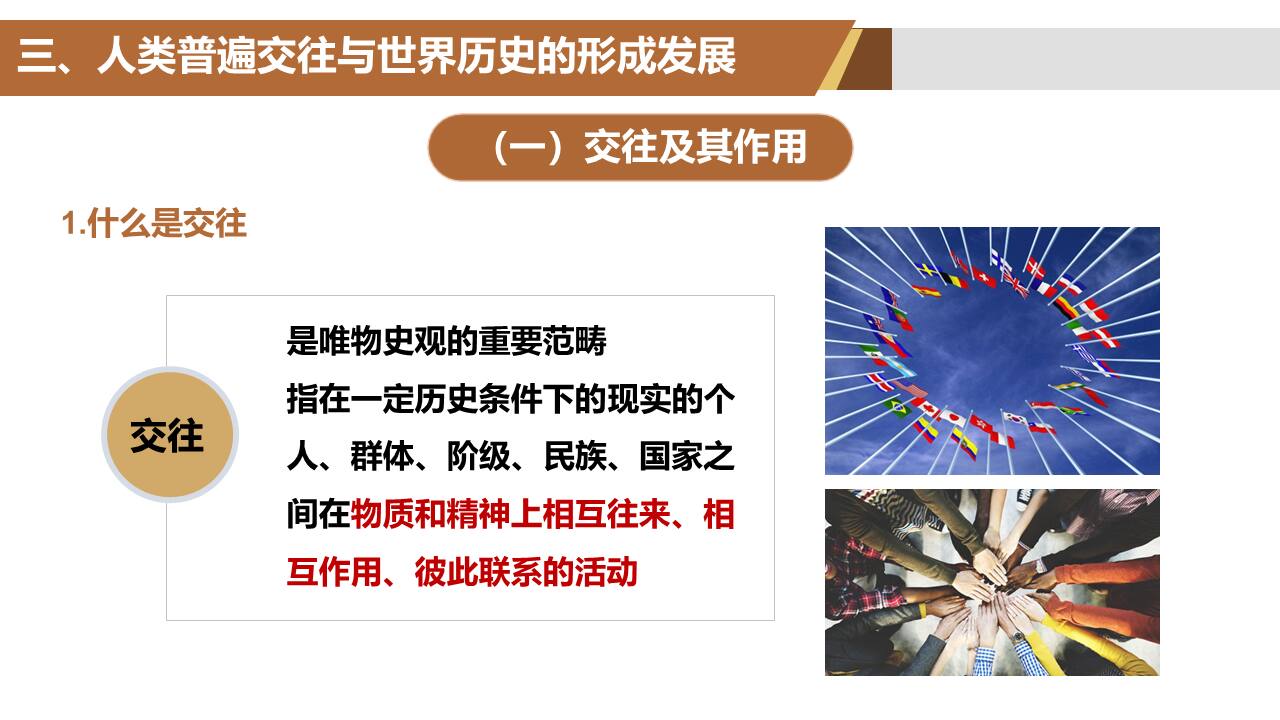 三、人类普遍交往与世界历史的形成发展
（一）交往及其作用
1.什么是交往
交往
是唯物史观的重要范畴
指在一定历史条件下的现实的个
人、群体、阶级、民族、国家之
间在物质和精神上相互往来、相
互作用、彼此联系的活动